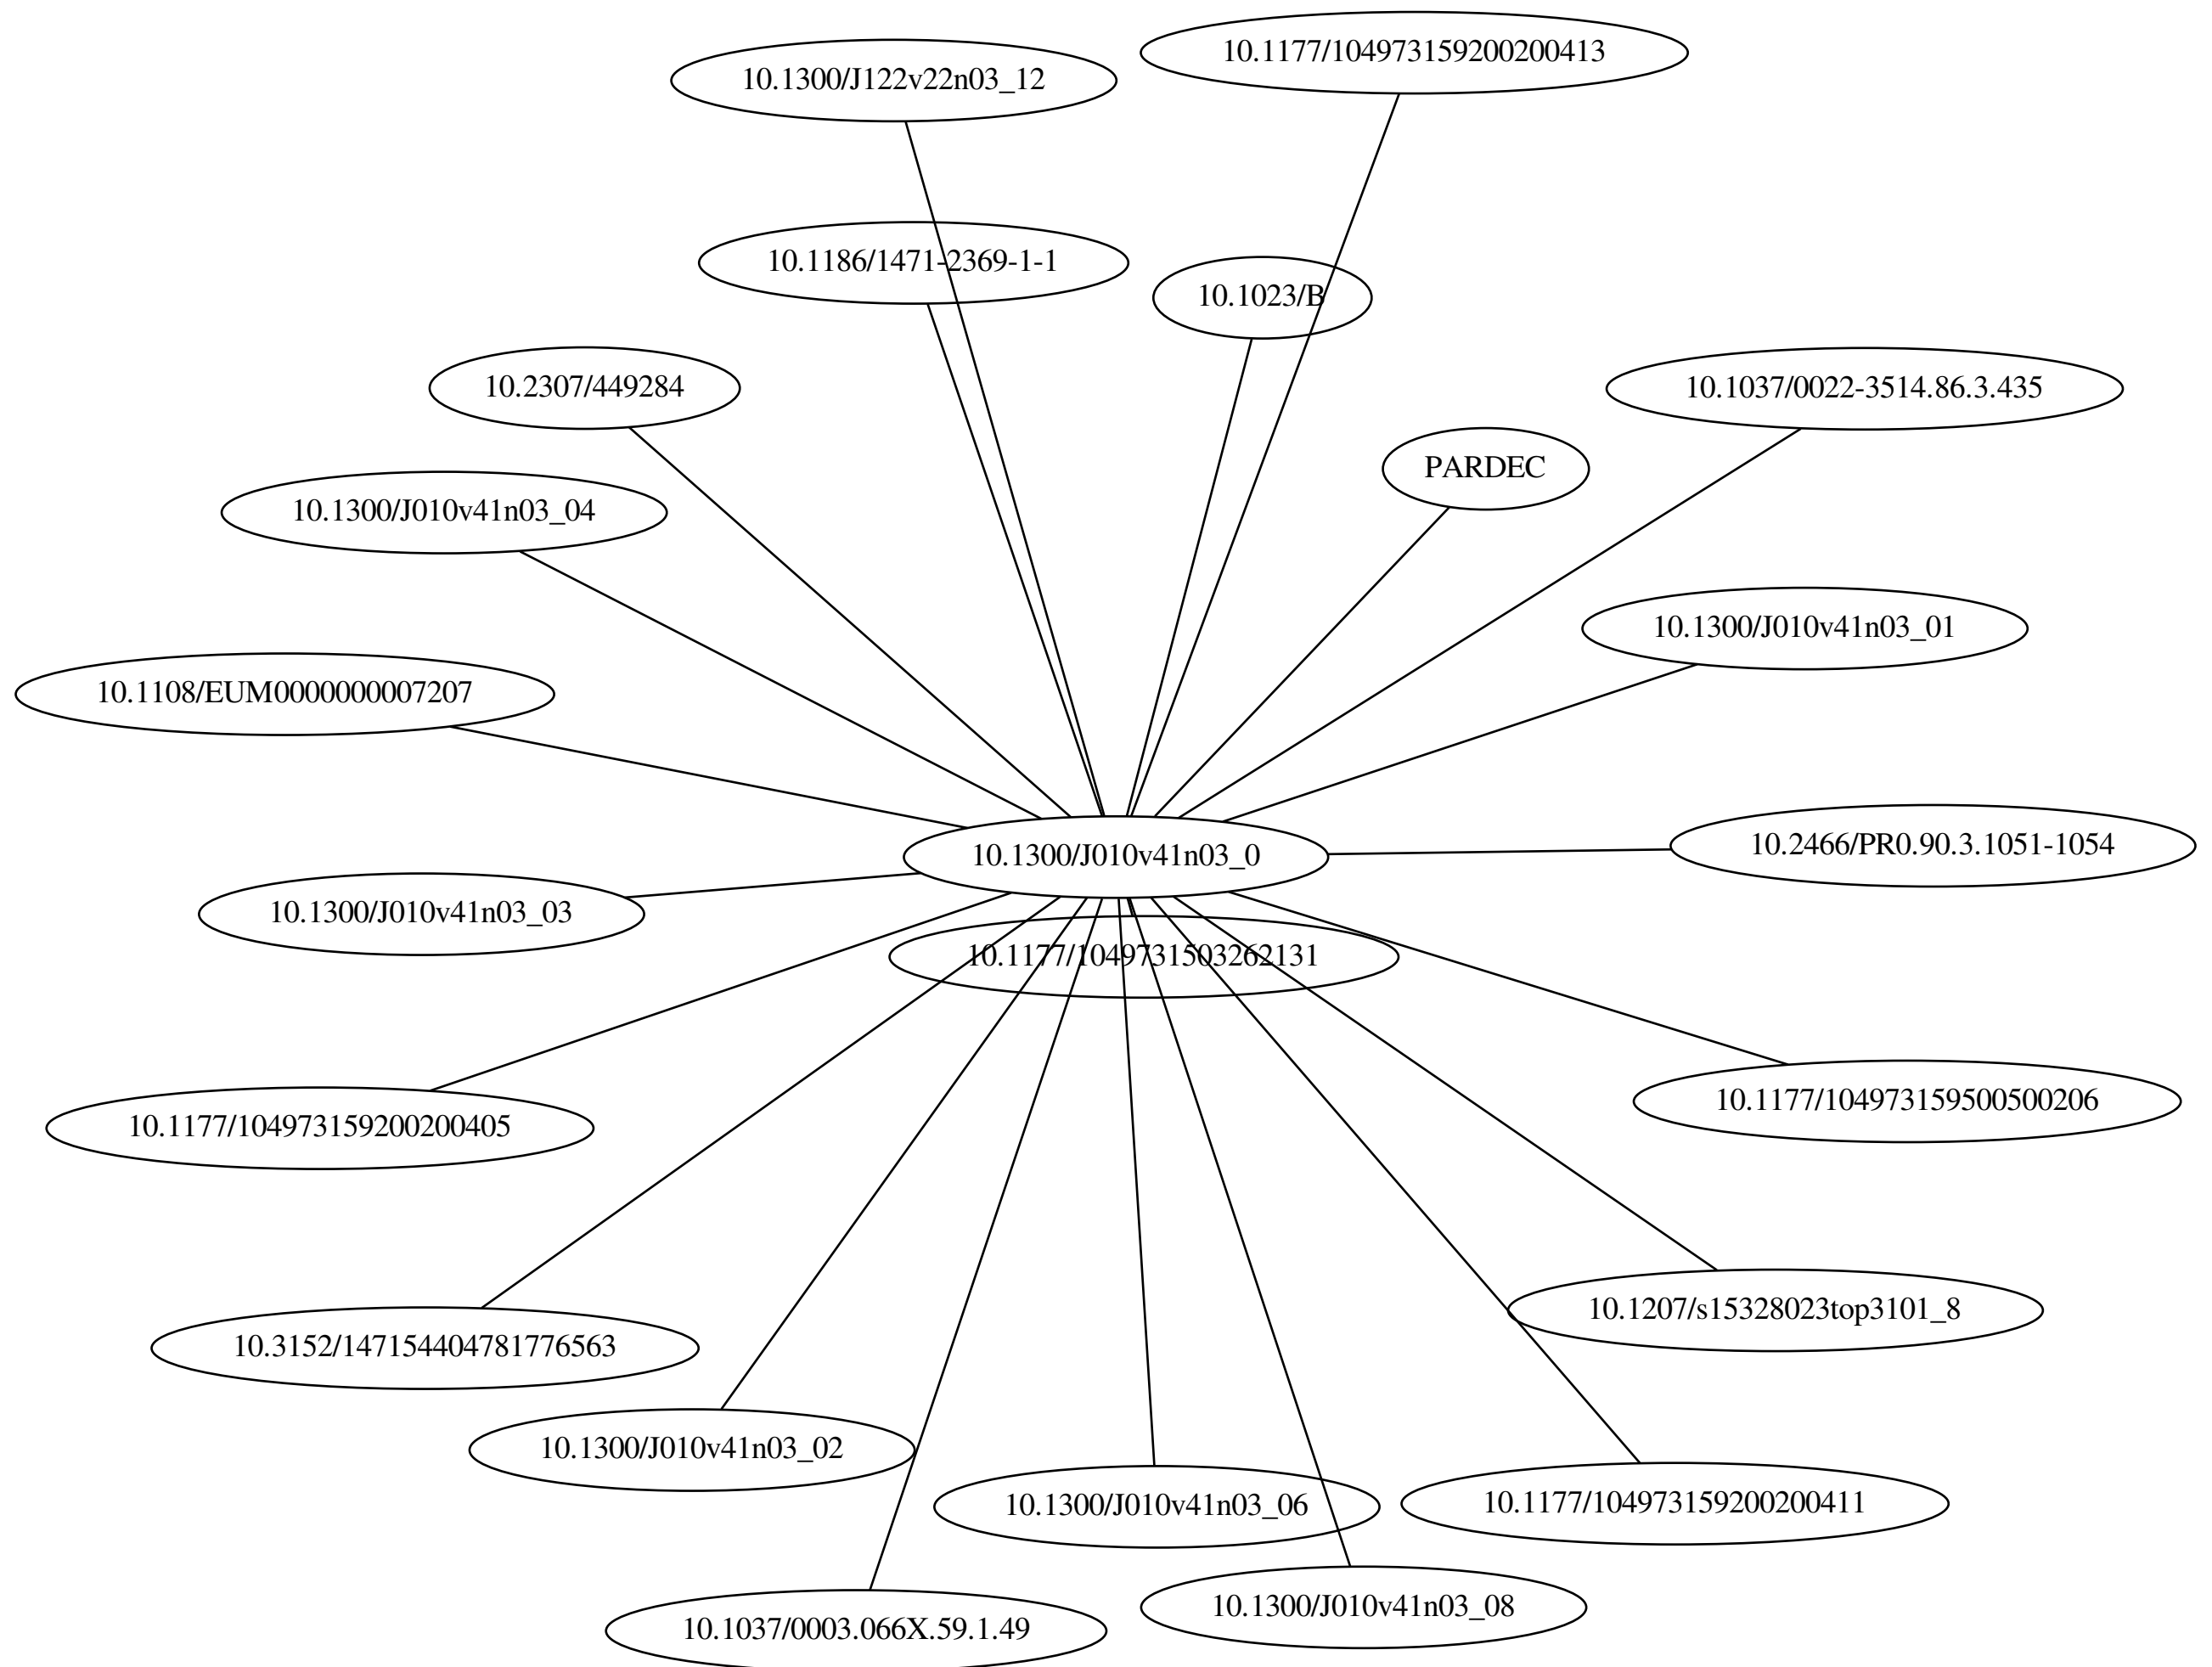 10.1177/104973159200200413
10.1300/J122v22n03_12
10.1186/1471-2369-1-1
10.1023/B
10.2307/449284
10.1037/0022-3514.86.3.435
PARDEC
10.1300/J010v41n03_04
10.1300/J010v41n03_01
10.1108/EUM0000000007207
10.2466/PR0.90.3.1051-1054
10.1300/J010v41n03_0
10.1300/J010v41n03_03
10.1177/1049731503262131
10.1177/104973159500500206
10.1177/104973159200200405
10.1207/s15328023top3101_8
10.3152/147154404781776563
10.1300/J010v41n03_02
10.1177/104973159200200411
10.1300/J010v41n03_06
10.1300/J010v41n03_08
10.1037/0003.066X.59.1.49